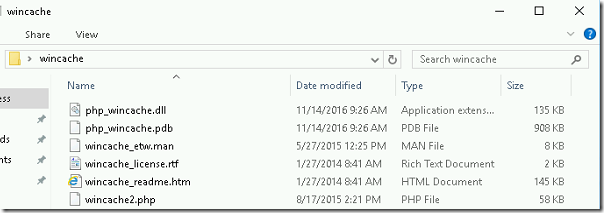 wincache
Share View
wincache
Search wincache
Name Date modified Type Size
ess
php_wincache.dll 11/14/2016 9:26 AM Application extens... 135 KB
php_wincache.pdb 11/14/2016 9:26 AM PDB File 908 KB
ds wincache_etw.man 5/27/2015 12:25 PM MAN File 8 KB
nts wincache_license.rtf 1/27/2014 8:41 AM Rich Text Document 2 KB
wincache_readme.htm 1/27/2014 8:41 AM HTML Document 145 KB
wincache2.php 8/17/2015 2:21 PM PHP File 58 KB